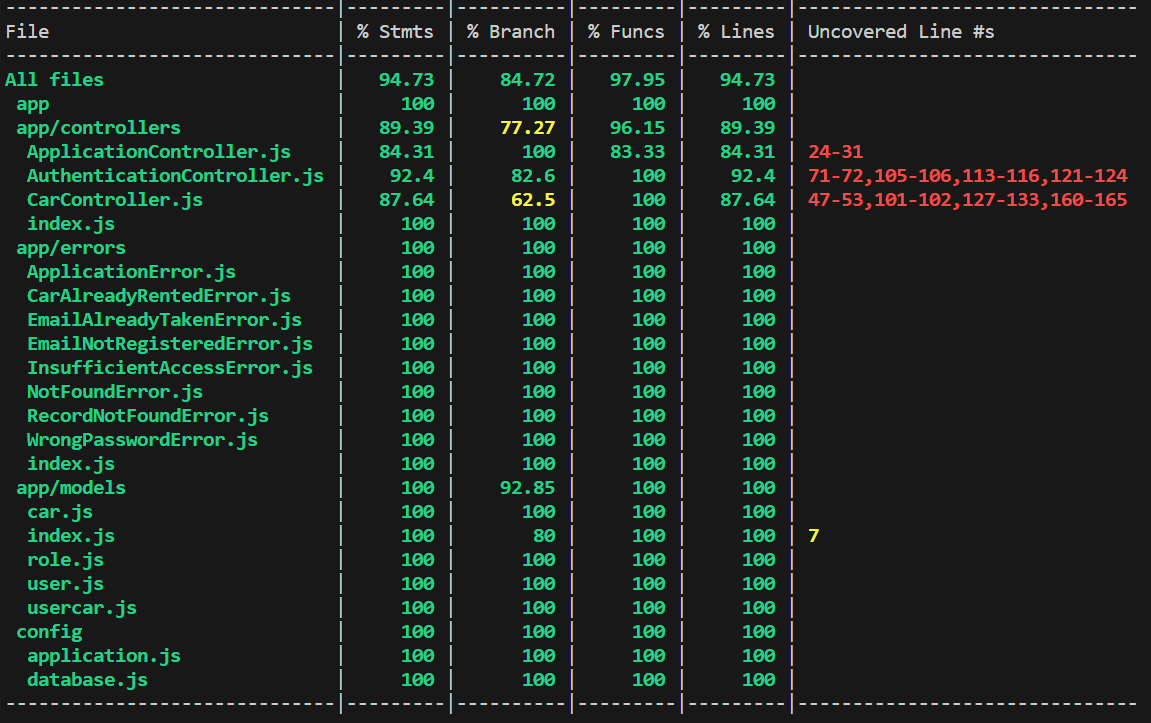 -------------------------------|---------|----------|---------|---------|-------------------------------
File                           | % Stmts | % Branch | % Funcs | % Lines | Uncovered Line #s
-------------------------------|---------|----------|---------|---------|-------------------------------
All files                      |   94.73 |    84.72 |   97.95 |   94.73 |
 app                           |     100 |      100 |     100 |     100 |
 app/controllers               |   89.39 |    77.27 |   96.15 |   89.39 |
  ApplicationController.js     |   84.31 |      100 |   83.33 |   84.31 | 24-31
  AuthenticationController.js  |    92.4 |     82.6 |     100 |    92.4 | 71-72,105-106,113-116,121-124
  CarController.js             |   87.64 |     62.5 |     100 |   87.64 | 47-53,101-102,127-133,160-165
  index.js                     |     100 |      100 |     100 |     100 |
 app/errors                    |     100 |      100 |     100 |     100 |
  ApplicationError.js          |     100 |      100 |     100 |     100 |
  CarAlreadyRentedError.js     |     100 |      100 |     100 |     100 |
  EmailAlreadyTakenError.js    |     100 |      100 |     100 |     100 |
  EmailNotRegisteredError.js   |     100 |      100 |     100 |     100 |
  InsufficientAccessError.js   |     100 |      100 |     100 |     100 |
  NotFoundError.js             |     100 |      100 |     100 |     100 |
  RecordNotFoundError.js       |     100 |      100 |     100 |     100 |
  WrongPasswordError.js        |     100 |      100 |     100 |     100 |
  index.js                     |     100 |      100 |     100 |     100 |
 app/models                    |     100 |    92.85 |     100 |     100 |
  car.js                       |     100 |      100 |     100 |     100 |
  index.js                     |     100 |       80 |     100 |     100 | 7
  role.js                      |     100 |      100 |     100 |     100 |
  user.js                      |     100 |      100 |     100 |     100 |
  usercar.js                   |     100 |      100 |     100 |     100 |
 config                        |     100 |      100 |     100 |     100 |
  application.js               |     100 |      100 |     100 |     100 |
  database.js                  |     100 |      100 |     100 |     100 |
-------------------------------|---------|----------|---------|---------|-------------------------------